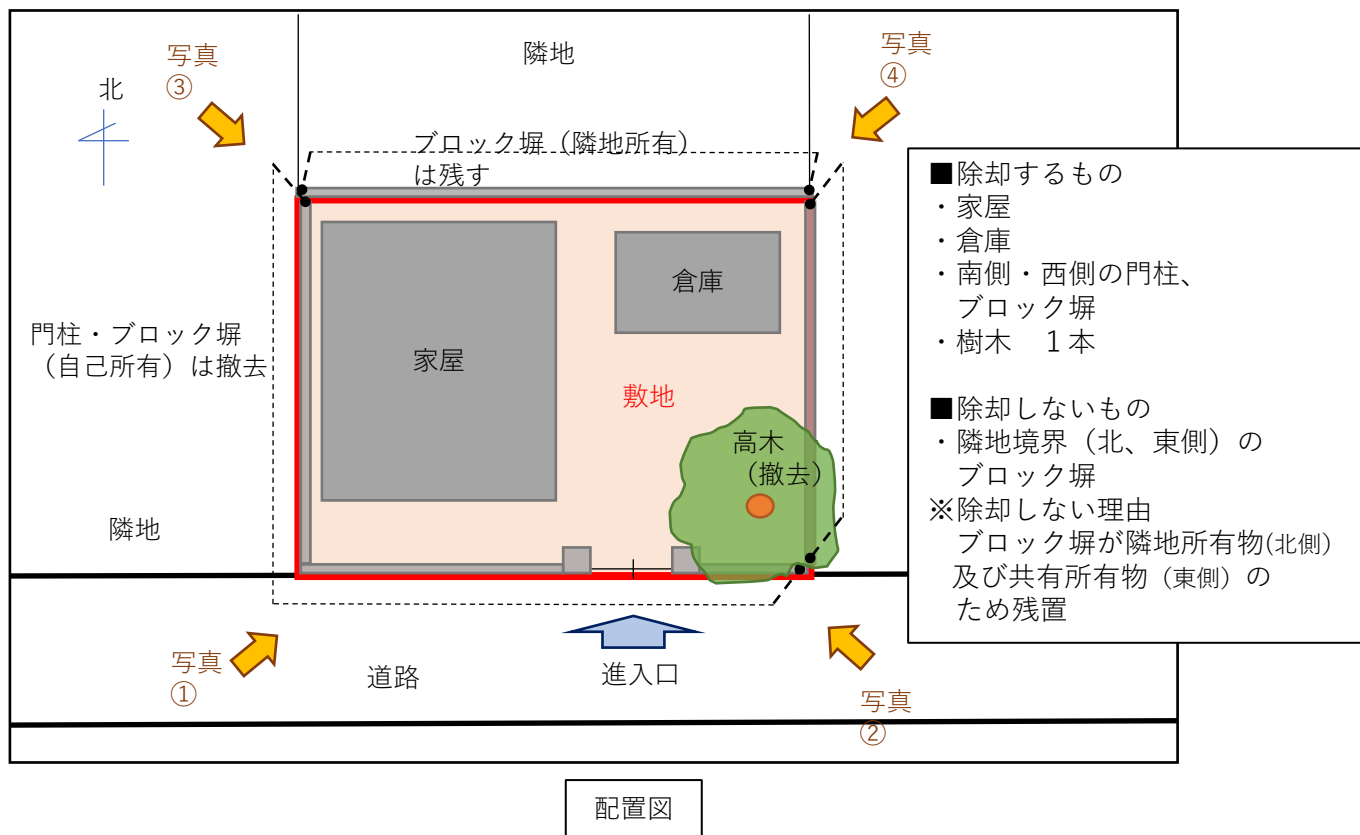 写真
③
北
隣地
写真
④
ブロック塀（隣地所有）
は残す
門柱・ブロック塀
（自己所有）は撤去
家屋
倉庫
敷地
高木
（撤去）
隣地
写真
①
道路
進入口
写真
②
■除却するもの
・家屋
・倉庫
・南側・西側の門柱、
ブロック塀
・樹木　１本
■除却しないもの
・隣地境界（北、東側）の
ブロック塀
※除却しない理由
ブロック塀が隣地所有物(北側)
及び共有所有物（東側）の
ため残置
配置図